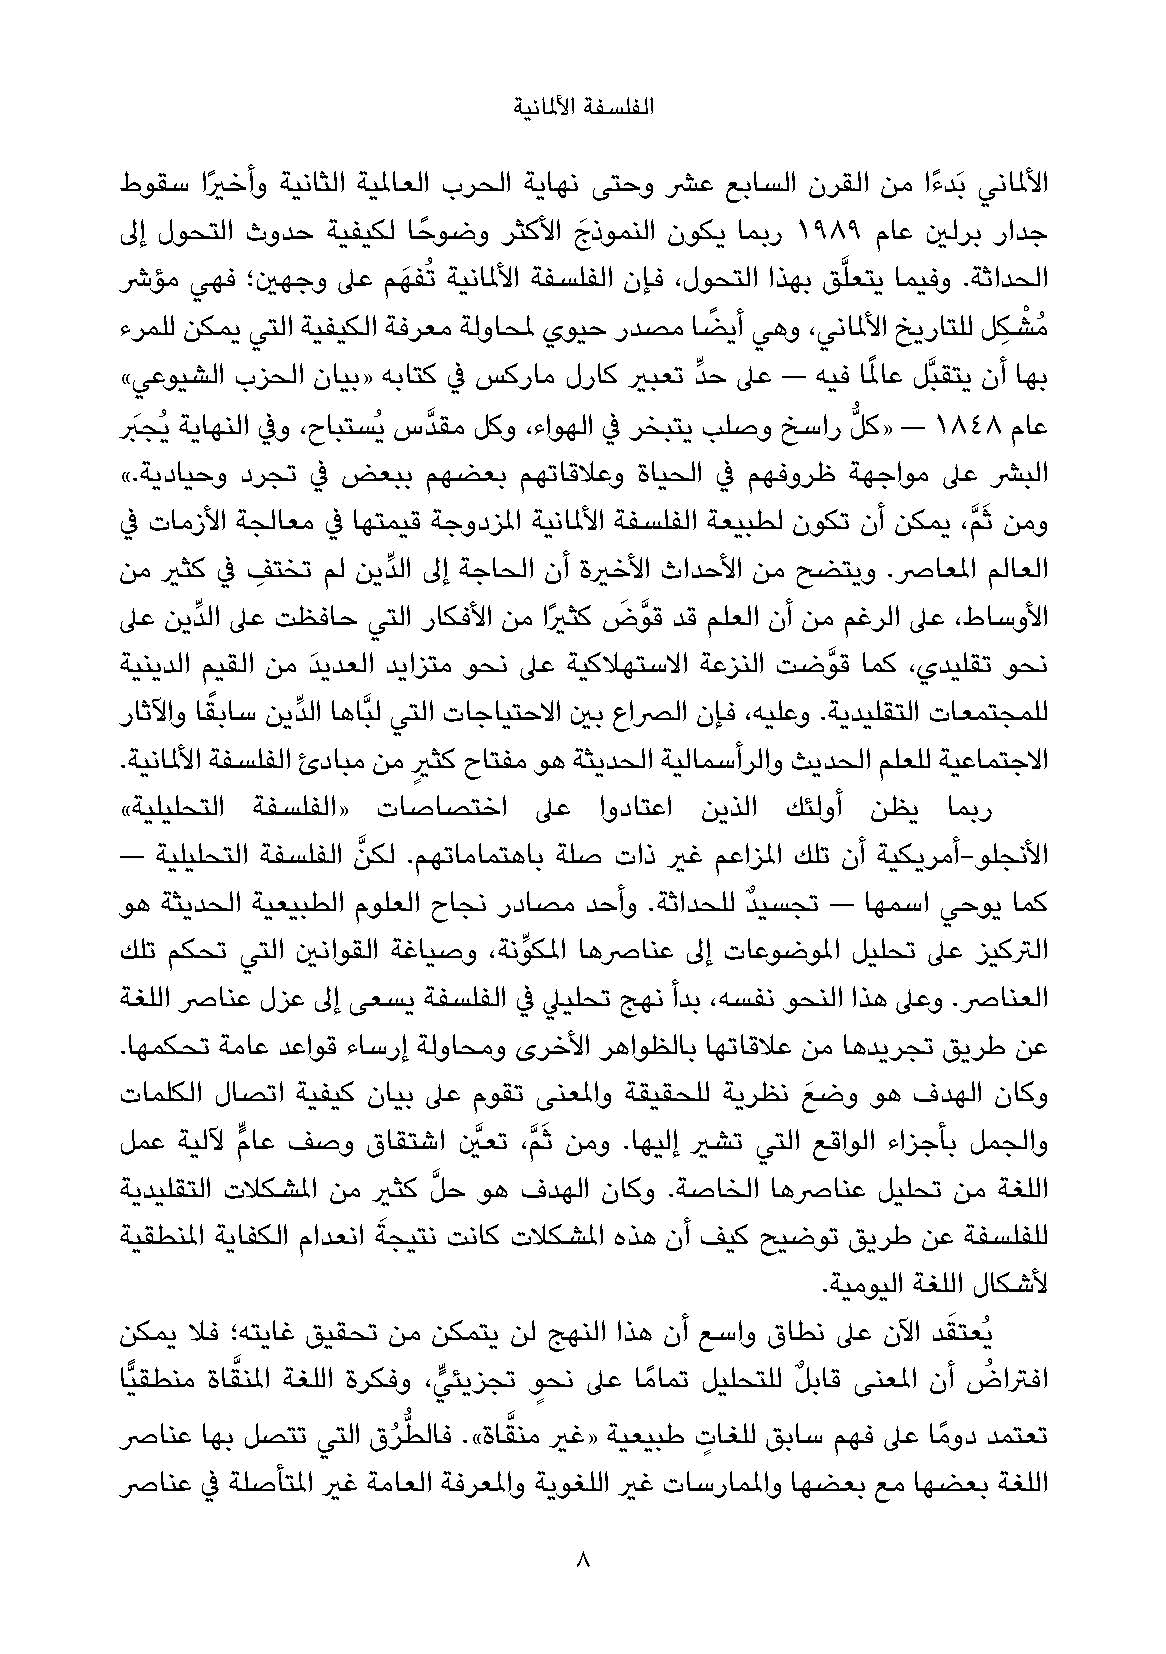 الفلسفة الألمانية
الألماني بَدءًا من القرن السابع عشر وحتى نهاية الحرب العالمية الثانية وأخيرًا سقوط
جدار برلين عام ١٩٨٩ ربما يكون النموذجَ الأكثر وضوحًا لكيفية حدوث التحول إلى
الحداثة. وفيما يتعلَّق بهذا التحول، فإن الفلسفة الألمانية تُفهَم على وجهين؛ فهي مؤشر
مُشْكِل للتاريخ الألماني، وهي أيضًا مصدر حيوي لمحاولة معرفة الكيفية التي يمكن للمرء
بها أن يتقبَّل عالمًا فيه — على حدِّ تعبير كارل ماركس في كتابه «بيان الحزب الشيوعي»
عام ١٨٤٨ — «كلُّ راسخ وصلب يتبخر في الهواء، وكل مقدَّس يُستباح، وفي النهاية يُجبَر
البشر على مواجهة ظروفهم في الحياة وعلاقاتهم بعضهم ببعض في تجرد وحيادية.»
ومن ثَمَّ، يمكن أن تكون لطبيعة الفلسفة الألمانية المزدوجة قيمتها في معالجة الأزمات في
العالم المعاصر. ويتضح من الأحداث الأخيرة أن الحاجة إلى الدِّين لم تختفِ في كثير من
الأوساط، على الرغم من أن العلم قد قوَّضَ كثيرًا من الأفكار التي حافظت على الدِّين على
نحو تقليدي، كما قوَّضت النزعة الاستهلاكية على نحو متزايد العديدَ من القيم الدينية
للمجتمعات التقليدية. وعليه، فإن الصراع بين الاحتياجات التي لبَّاها الدِّين سابقًا والآثار
الاجتماعية للعلم الحديث والرأسمالية الحديثة هو مفتاح كثيرٍ من مبادئ الفلسفة الألمانية.
ربما يظن أولئك الذين اعتادوا على اختصاصات «الفلسفة التحليلية»
الأنجلو-أمريكية أن تلك المزاعم غير ذات صلة باهتماماتهم. لكنَّ الفلسفة التحليلية —
كما يوحي اسمها — تجسيدٌ للحداثة. وأحد مصادر نجاح العلوم الطبيعية الحديثة هو
التركيز على تحليل الموضوعات إلى عناصرها المكوِّنة، وصياغة القوانين التي تحكم تلك
العناصر. وعلى هذا النحو نفسه، بدأ نهج تحليلي في الفلسفة يسعى إلى عزل عناصر اللغة
عن طريق تجريدها من علاقاتها بالظواهر الأخرى ومحاولة إرساء قواعد عامة تحكمها.
وكان الهدف هو وضعَ نظرية للحقيقة والمعنى تقوم على بيان كيفية اتصال الكلمات
والجمل بأجزاء الواقع التي تشير إليها. ومن ثَمَّ، تعيَّن اشتقاق وصف عامٍّ لآلية عمل
اللغة من تحليل عناصرها الخاصة. وكان الهدف هو حلَّ كثير من المشكلات التقليدية
للفلسفة عن طريق توضيح كيف أن هذه المشكلات كانت نتيجةَ انعدام الكفاية المنطقية
لأشكال اللغة اليومية.
يُعتقَد الآن على نطاق واسع أن هذا النهج لن يتمكن من تحقيق غايته؛ فلا يمكن
افتراضُ أن المعنى قابلٌ للتحليل تمامًا على نحوٍ تجزيئيٍّ، وفكرة اللغة المنقَّاة منطقيًّا
تعتمد دومًا على فهم سابق للغاتٍ طبيعية «غير منقَّاة». فالطُّرق التي تتصل بها عناصر
اللغة بعضها مع بعضها والممارسات غير اللغوية والمعرفة العامة غير المتأصلة في عناصر
٨